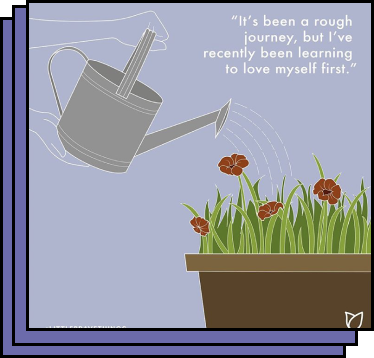 “It’s been a rough
journey, but I’ve
recently been learning
to love myself first.”